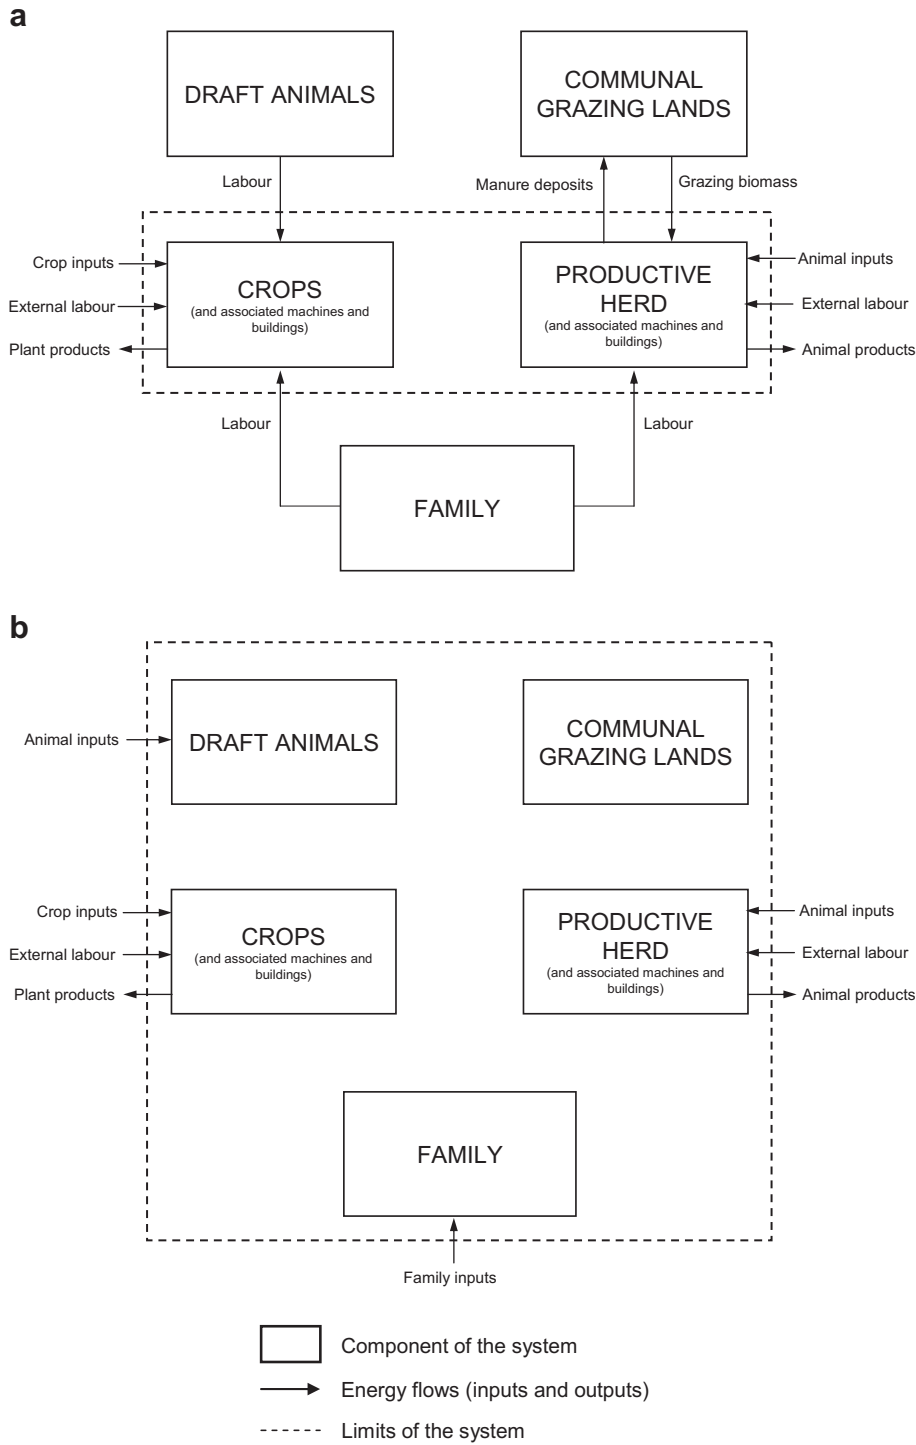 a
DRAFT ANIMALS
COMMUNAL
GRAZING LANDS
Labour
Manure deposits
Grazing biomass
Crop inputs
External labour
Plant products
CROPS
(and associated machines and
buildings)
PRODUCTIVE
HERD
(and associated machines and
buildings)
Animal inputs
External labour
Animal products
Labour
Labour
FAMILY
b
Animal inputs
DRAFT ANIMALS
COMMUNAL
GRAZING LANDS
Crop inputs
External labour
Plant products
CROPS
(and associated machines and
buildings)
PRODUCTIVE
HERD
(and associated machines and
buildings)
Animal inputs
External labour
Animal products
FAMILY
Family inputs
Component of the system
Energy flows (inputs and outputs)
Limits of the system